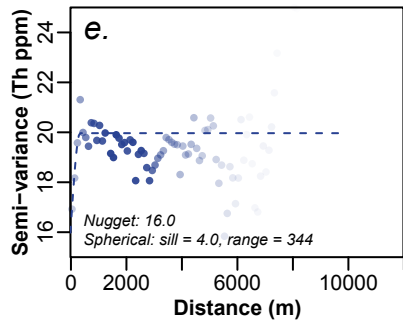 e.
Semi−variance (Th ppm)
24
22
20
18
16
Nugget: 16.0
Spherical: sill = 4.0, range = 344
0 2000 6000 10000
Distance (m)